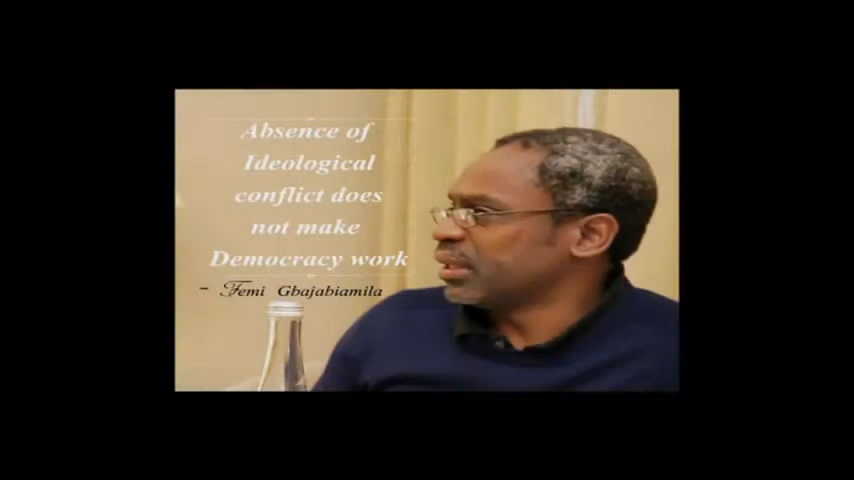 Absence of
Ideological
conflict does
not make
Democracy work
- Femi Gbajabiamila